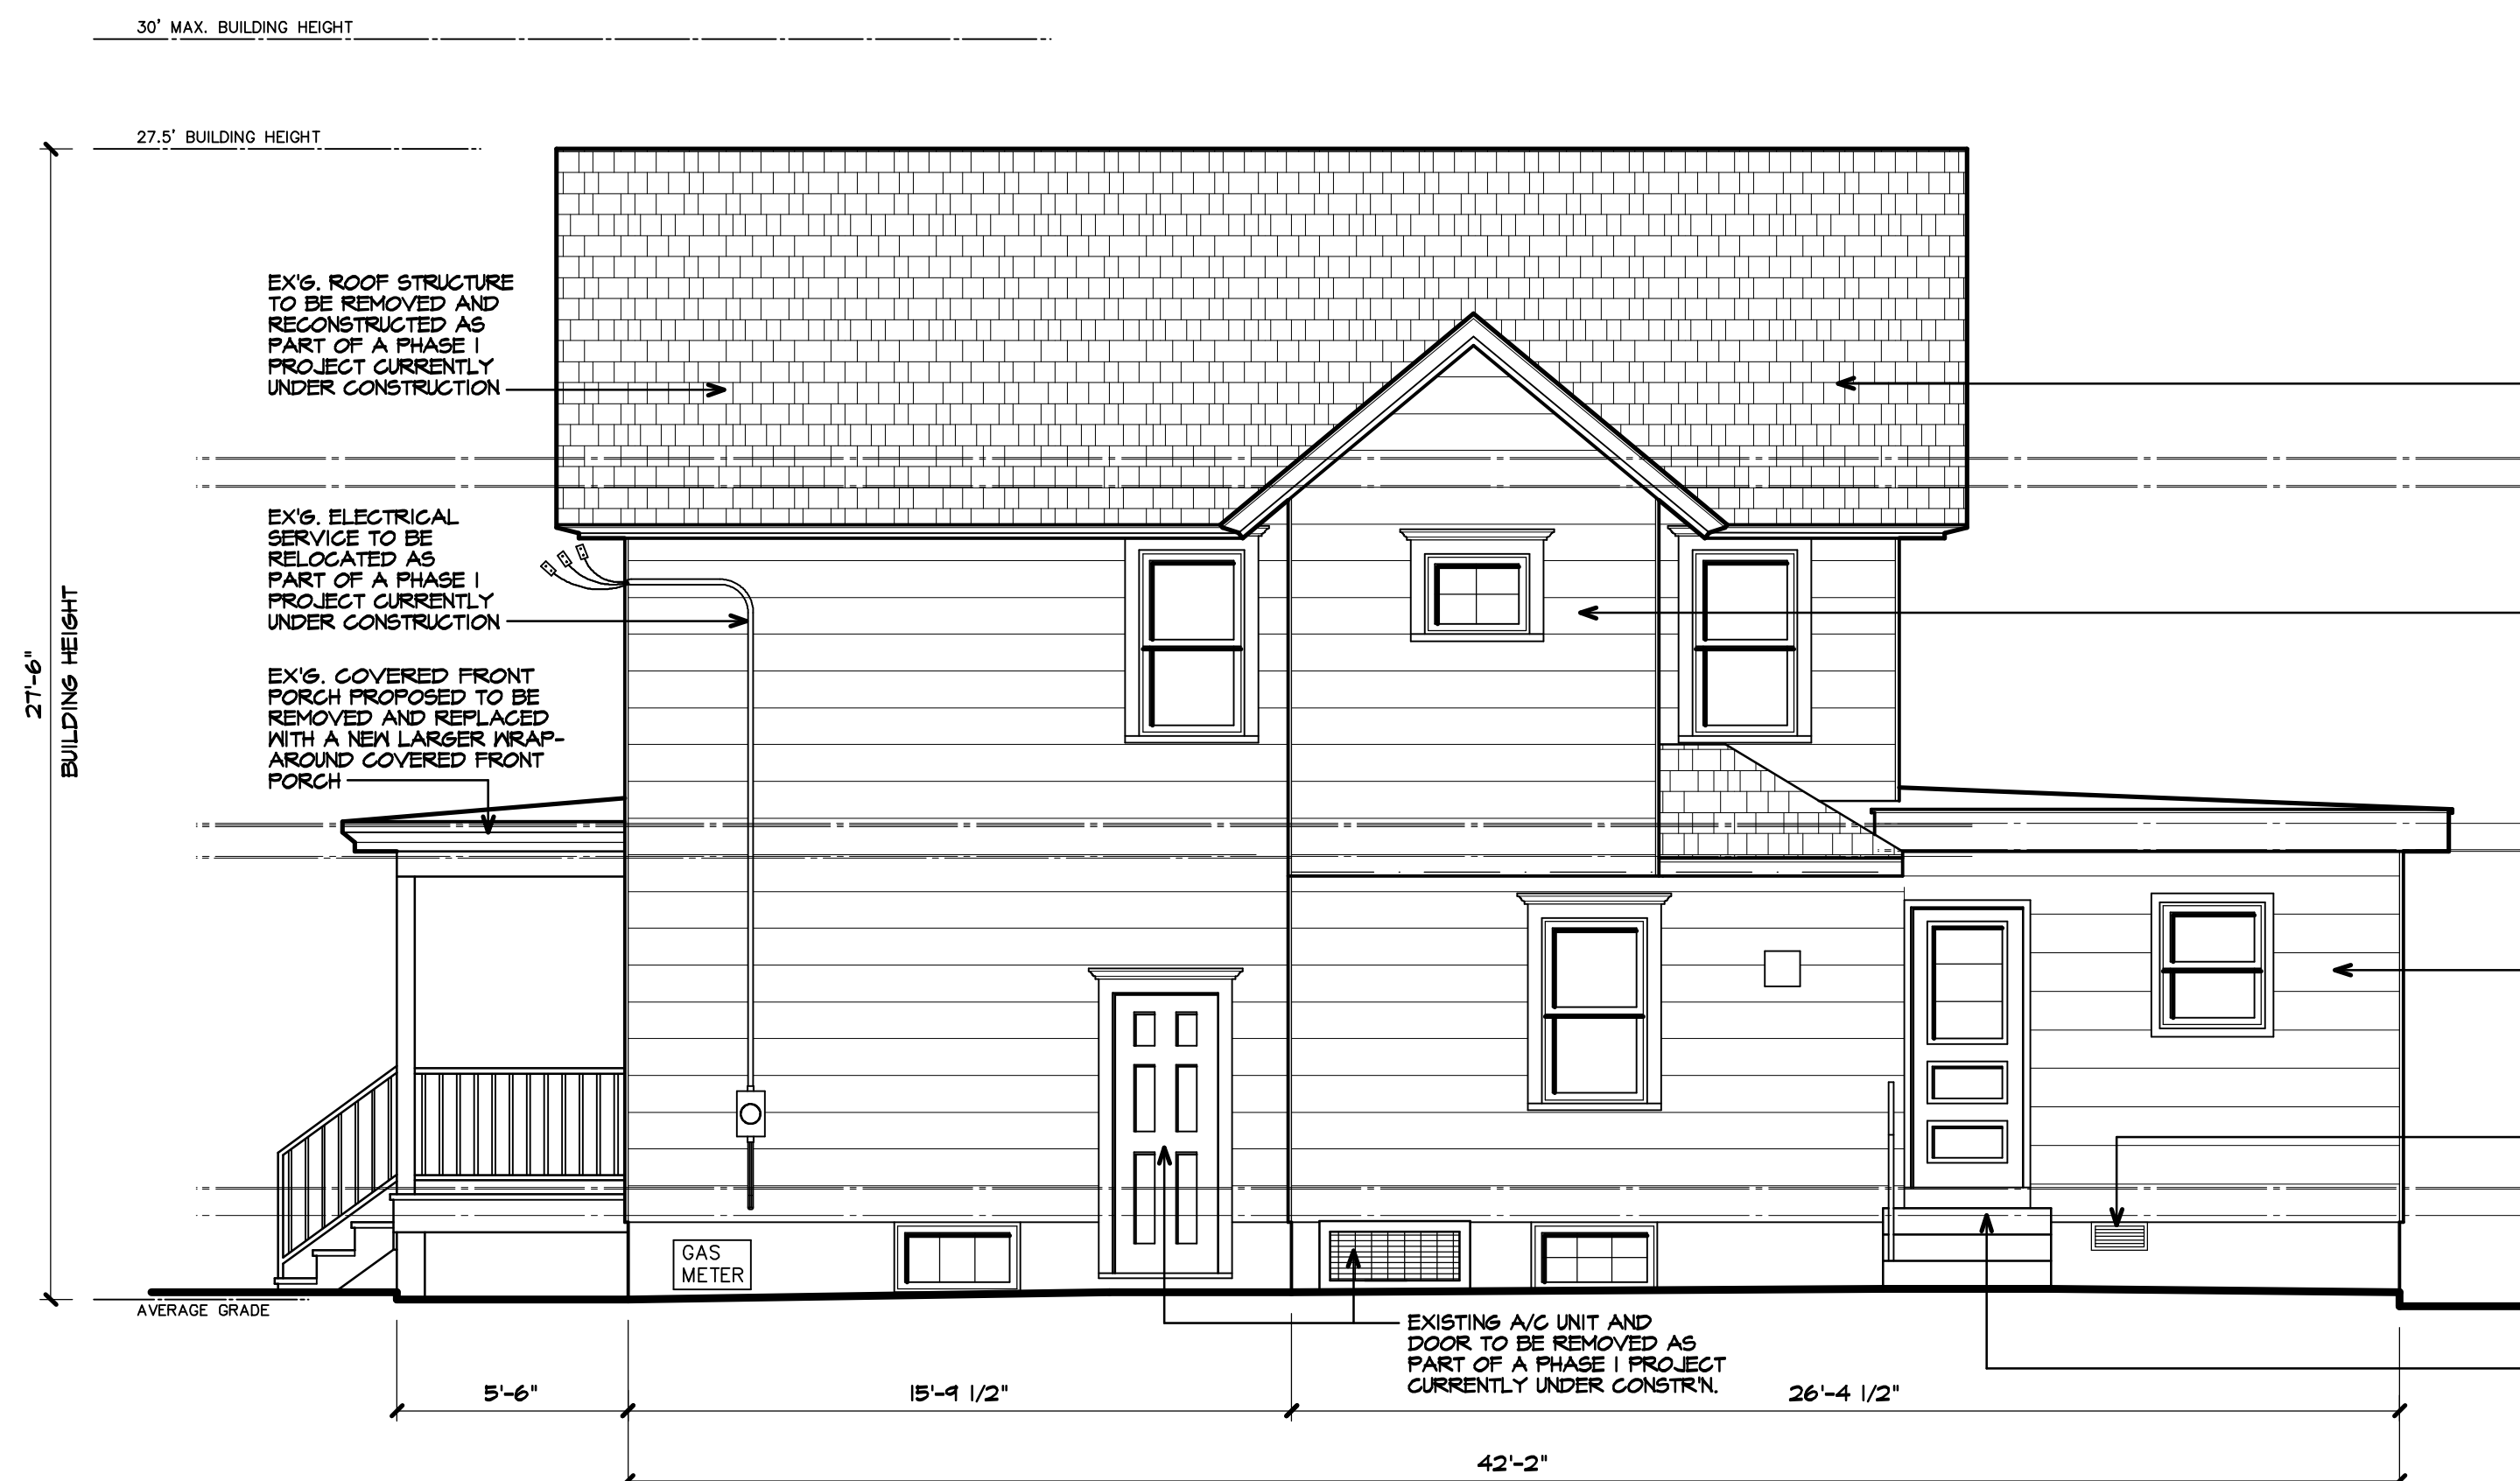 30' MAX. BUILDING HEIGHT
27.5' BUILDING HEIGHT
EX'G. ROOF STRUCTURE
TO BE REMOVED AND
RECONSTRUCTED AS
PART OF A PHASE 1
PROJECT CURRENTLY
UNDER CONSTRUCTION
EX'G. ELECTRICAL
SERVICE TO BE
RELOCATED AS
PART OF A PHASE 1
PROJECT CURRENTLY
UNDER CONSTRUCTION
27'-6"
BUILDING HEIGHT
EX'G. COVERED FRONT
PORCH PROPOSED TO BE
REMOVED AND REPLACED
WITH A NEW LARGER WRAP-
AROUND COVERED FRONT
PORCH
GAS
METER
AVERAGE GRADE
EXISTING A/C UNIT AND
DOOR TO BE REMOVED AS
PART OF A PHASE 1 PROJECT
CURRENTLY UNDER CONSTR'N.
5'-6"
15'-9 1/2"
26'-4 1/2"
42'-2"